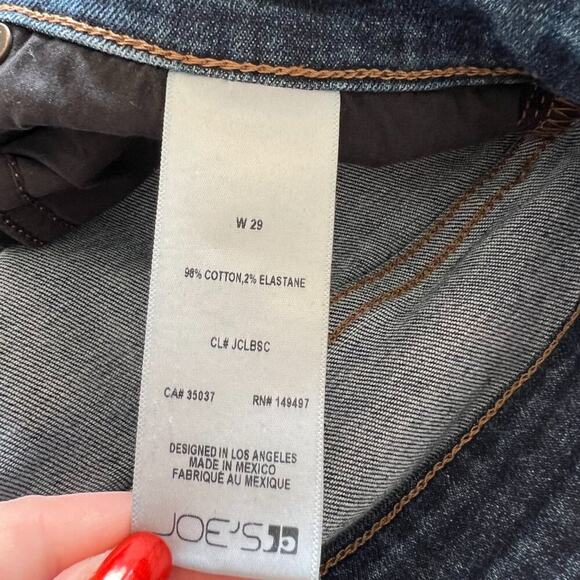 W 29
98% COTTON,2% ELASTANE
CL# JCLBSC
CA# 35037 RN# 149497
DESIGNED IN LOS ANGELES
MADE IN MEXICO
FABRIQUÉ AU MEXIQUE
JOE'S